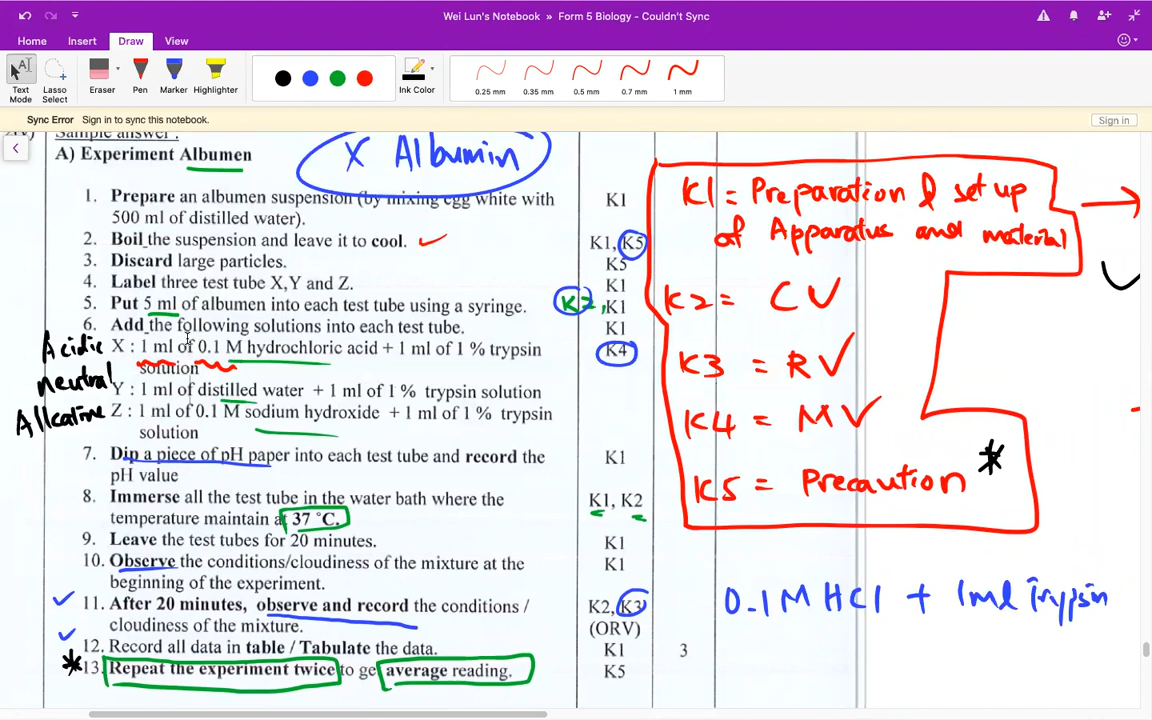 Wei Lun's Notebook » Form 5 Biology - Couldn't Sync
Home Insert Draw View
Text Mode
Lasso Select
Eraser
Pen
Marker
Highlighter
Ink Color
0.25 mm 0.35 mm 0.5 mm 0.7 mm 1 mm
Sync Error Sign in to sync this notebook. Sign in
Sample answer :
A) Experiment Albumen
X Albumin
1. Prepare an albumen suspension (by mixing egg white with K1
500 ml of distilled water).
2. Boil the suspension and leave it to cool. K1, K5
3. Discard large particles. K5
4. Label three test tube X,Y and Z. K1
5. Put 5 ml of albumen into each test tube using a syringe. K2, K1
6. Add the following solutions into each test tube. K1
Acidic X : 1 ml of 0.1 M hydrochloric acid + 1 ml of 1 % trypsin K4
solution
neutral Y : 1 ml of distilled water + 1 ml of 1 % trypsin solution
Alkaline Z : 1 ml of 0.1 M sodium hydroxide + 1 ml of 1 % trypsin
solution
7. Dip a piece of pH paper into each test tube and record the K1
pH value
8. Immerse all the test tube in the water bath where the K1, K2
temperature maintain at 37 °C.
9. Leave the test tubes for 20 minutes. K1
10. Observe the conditions/cloudiness of the mixture at the K1
beginning of the experiment.
11. After 20 minutes, observe and record the conditions / K2, K3
cloudiness of the mixture. (ORV)
12. Record all data in table / Tabulate the data. K1 3
13. Repeat the experiment twice to ge average reading. K5
K1 = Preparation & set up
of Apparatus and material
K2 = CV
K3 = RV
K4 = MV
K5 = Precaution *
0.1 M HCl + 1ml Trypsin